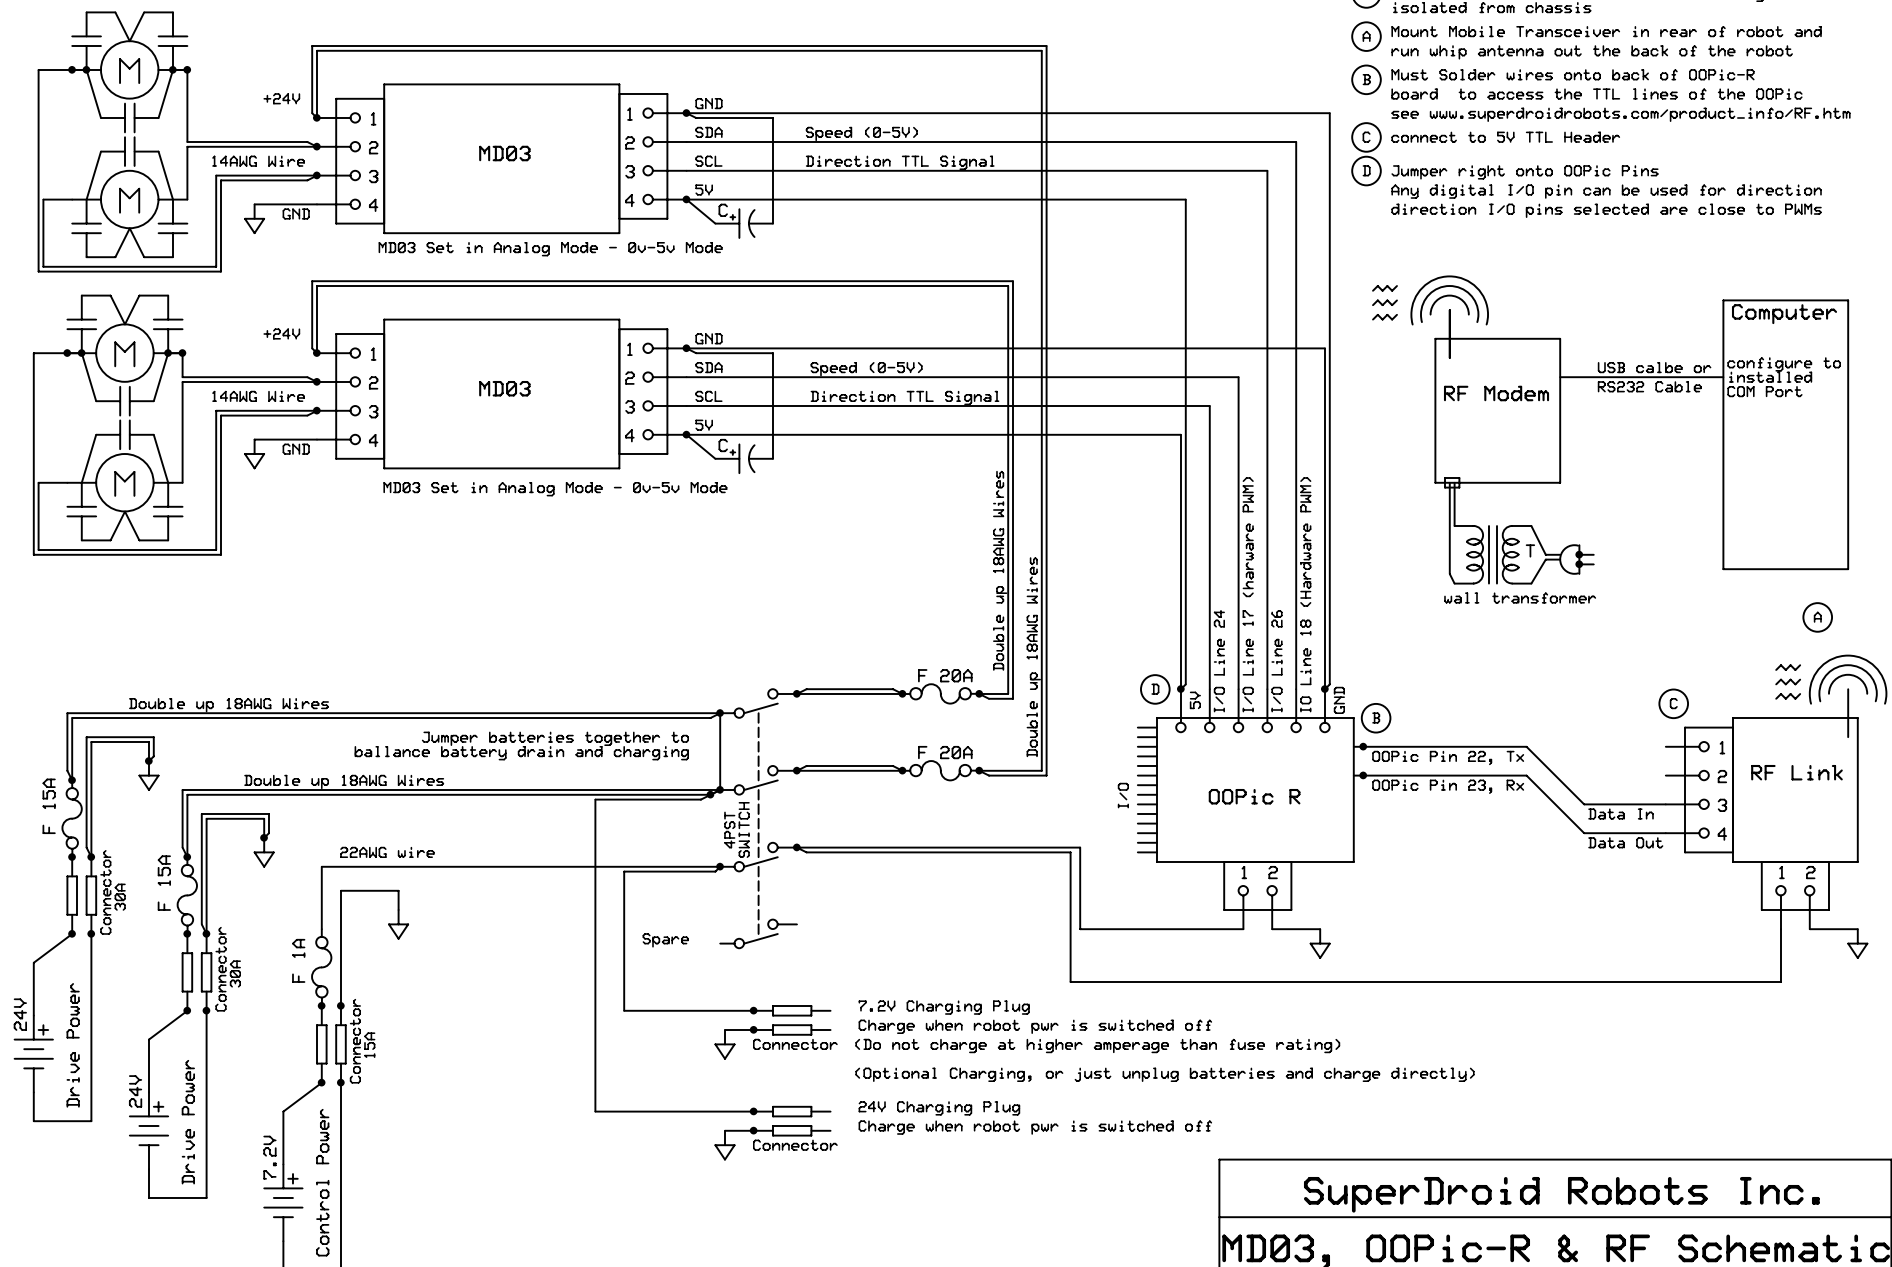 isolated from chassis
A Mount Mobile Transceiver in rear of robot and
run whip antenna out the back of the robot
B Must Solder wires onto back of OOPic-R
board to access the TTL lines of the OOPic
see www.superdroidrobots.com/product_info/RF.htm
C connect to 5V TTL Header
D Jumper right onto OOPic Pins
Any digital I/O pin can be used for direction
direction I/O pins selected are close to PWMs
M
M
+24V
14AWG Wire
GND
1
2
3
4
MD03
1
2
3
4
GND
SDA
SCL
5V
C+
Speed (0-5V)
Direction TTL Signal
MD03 Set in Analog Mode - 0v-5v Mode
M
M
+24V
14AWG Wire
GND
1
2
3
4
MD03
1
2
3
4
GND
SDA
SCL
5V
C+
Speed (0-5V)
Direction TTL Signal
MD03 Set in Analog Mode - 0v-5v Mode
Double up 18AWG Wires
Double up 18AWG Wires
Computer
configure to
installed
COM Port
USB calbe or
RS232 Cable
RF Modem
T
wall transformer
A
Double up 18AWG Wires
Jumper batteries together to
ballance battery drain and charging
Double up 18AWG Wires
22AWG wire
F 20A
F 20A
4PST
SWITCH
Spare
F 15A
Connector
30A
24V
+
Drive Power
F 15A
Connector
30A
24V
+
Drive Power
F 1A
Connector
15A
7.2V
+
Control Power
D
5V
I/O Line 24
I/O Line 17 (harware PWM)
I/O Line 26
IO Line 18 (Hardware PWM)
GND
B
I/O
OOPic R
1 2
OOPic Pin 22, Tx
OOPic Pin 23, Rx
Data In
Data Out
C
1
2
3
4
RF Link
1 2
7.2V Charging Plug
Charge when robot pwr is switched off
Connector (Do not charge at higher amperage than fuse rating)
(Optional Charging, or just unplug batteries and charge directly)
24V Charging Plug
Charge when robot pwr is switched off
Connector
SuperDroid Robots Inc.
MD03, OOPic-R & RF Schematic